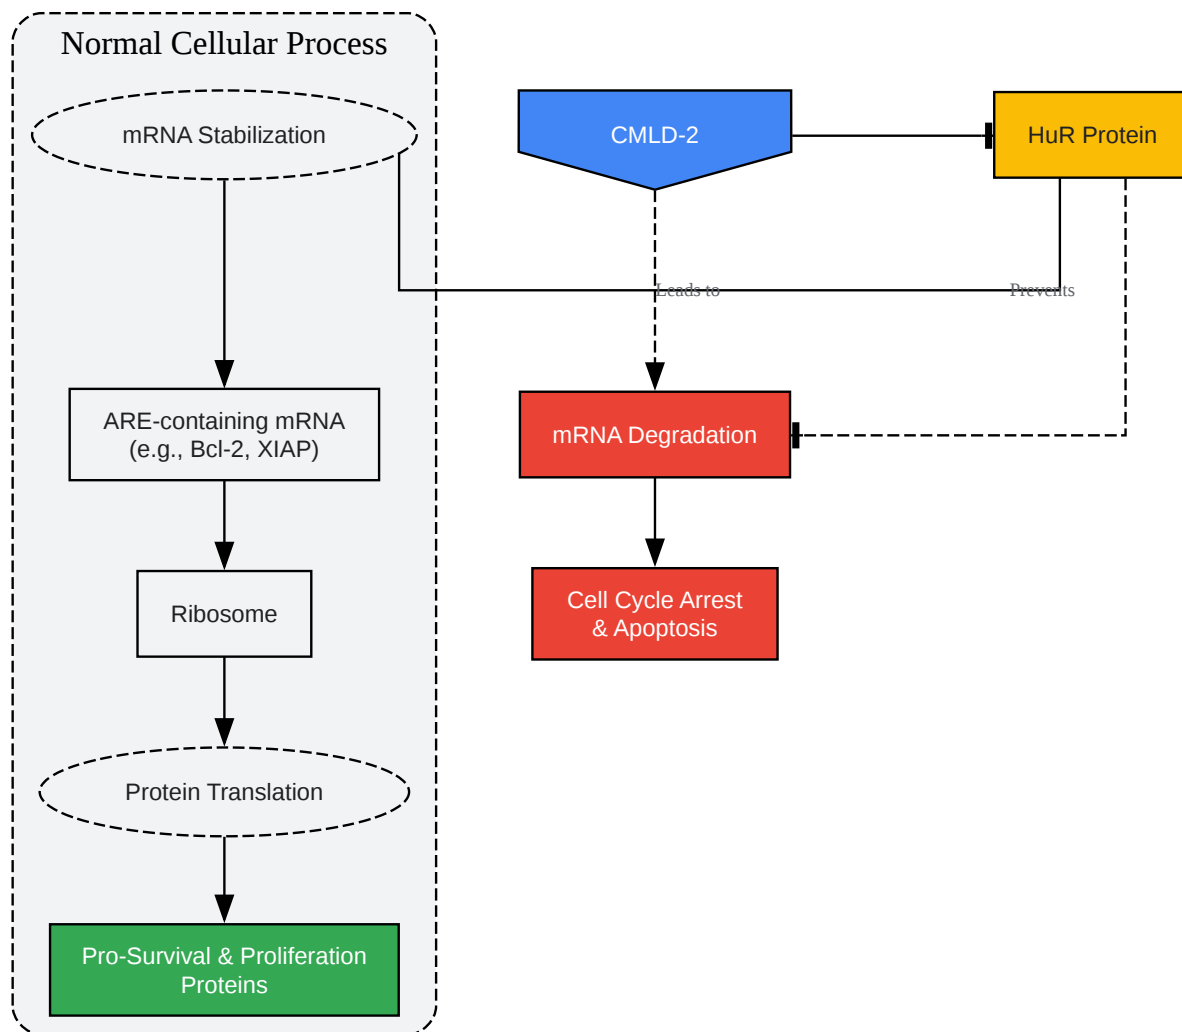 Normal Cellular Process
mRNA Stabilization
CMLD-2
HuR Protein
Leads to
Prevents
ARE-containing mRNA
(e.g., Bcl-2, XIAP)
mRNA Degradation
Ribosome
Cell Cycle Arrest
& Apoptosis
Protein Translation
Pro-Survival & Proliferation
Proteins